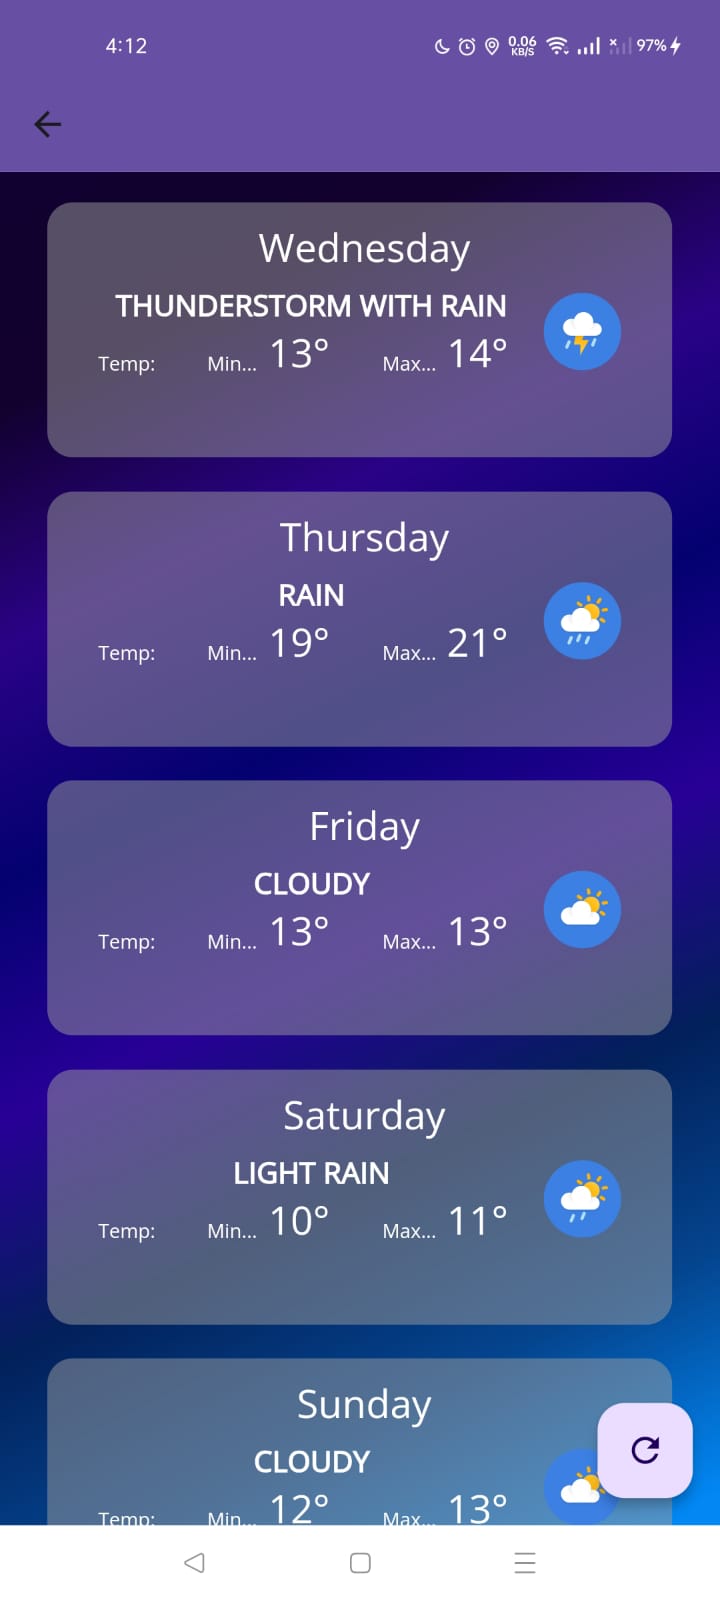 4:12 0.06 KB/S 97%
Wednesday
THUNDERSTORM WITH RAIN
Temp: Min... 13° Max... 14°
Thursday
RAIN
Temp: Min... 19° Max... 21°
Friday
CLOUDY
Temp: Min... 13° Max... 13°
Saturday
LIGHT RAIN
Temp: Min... 10° Max... 11°
Sunday
CLOUDY
Temp: Min... 12° Max... 13°